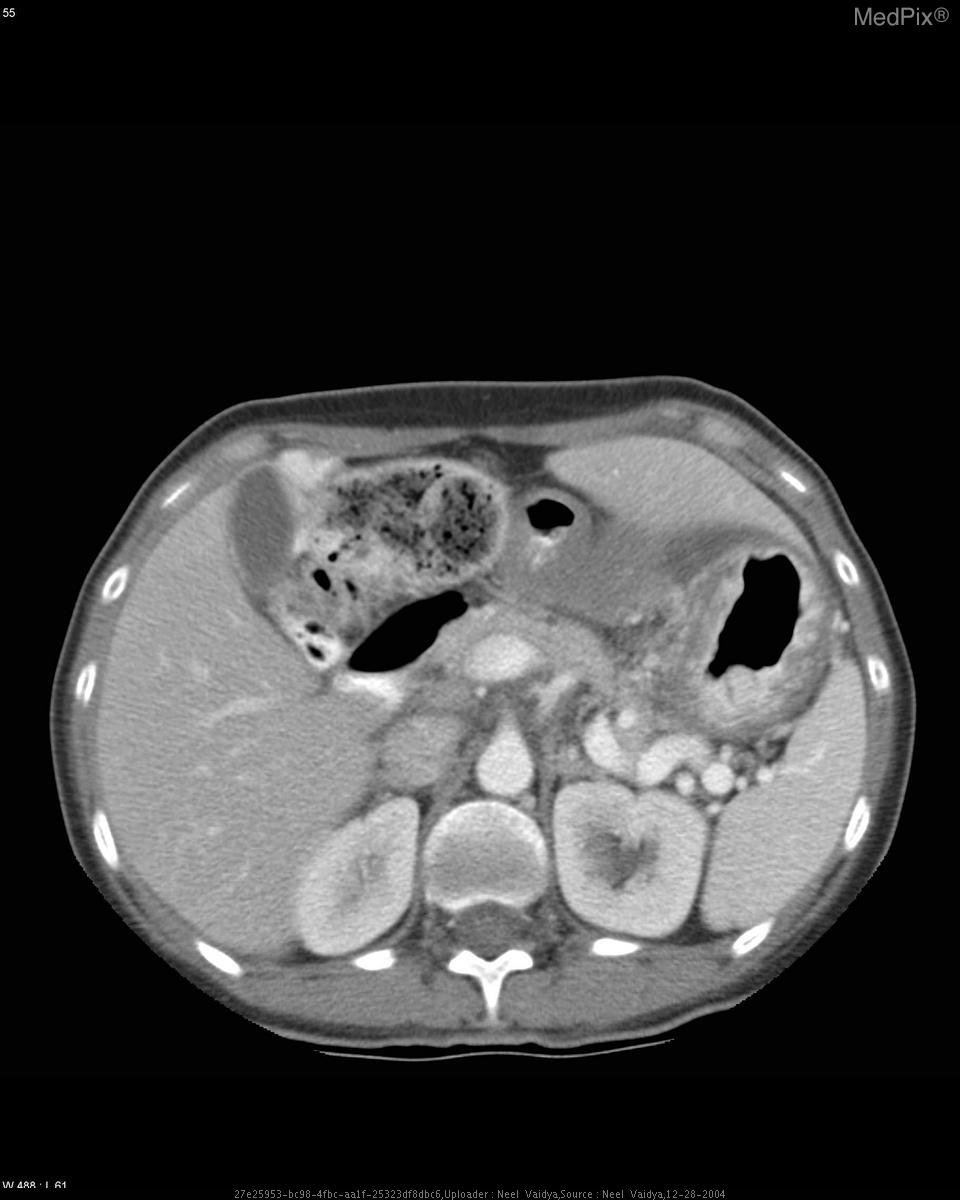 55
MedPix®
W 488 : L 61
27e25953-bc98-4fbc-aa1f-25323df8dbc6,Uploader : Neel Vaidya,Source : Neel Vaidya,12-28-2004